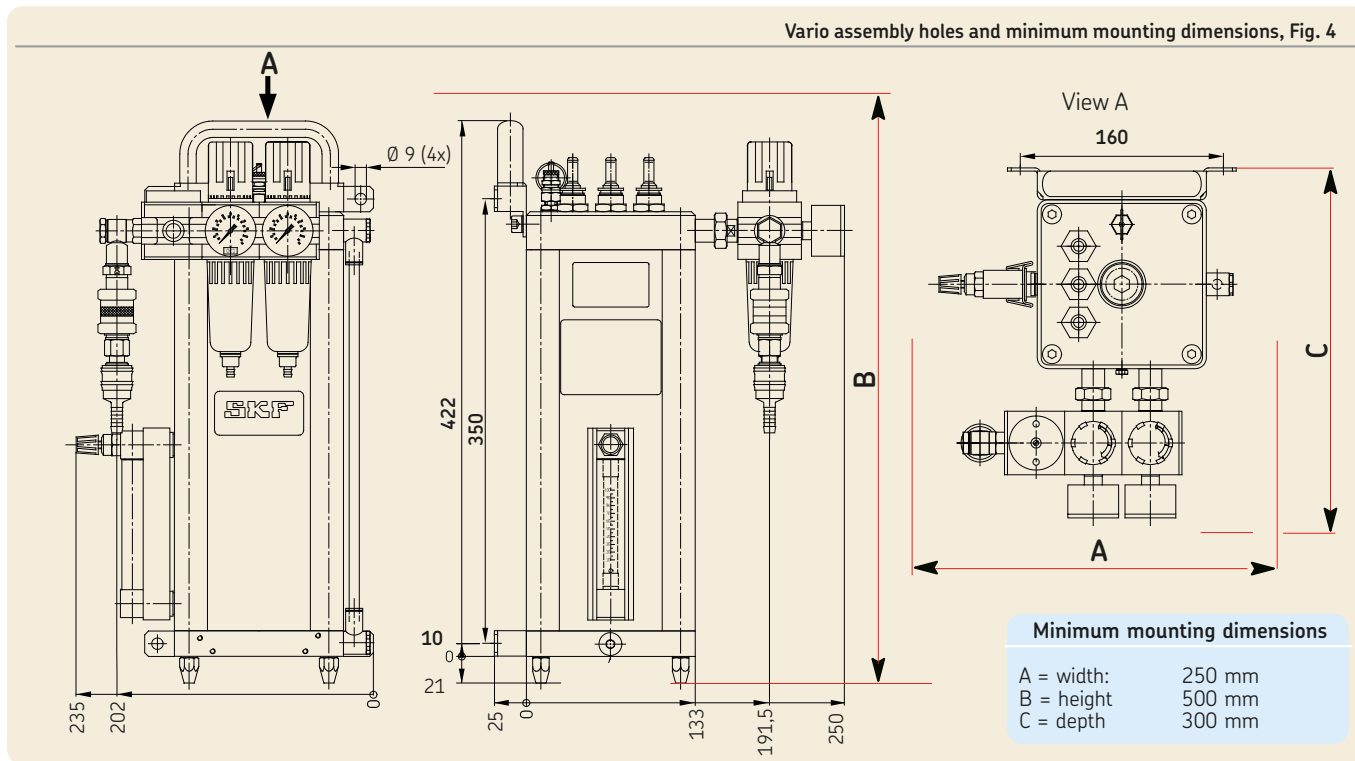 Vario assembly holes and minimum mounting dimensions, Fig. 4
A
Ø 9 (4x)
SKF
235
202
0
422
350
10
0
21
25
0
133
191,5
250
B
View A
160
C
A
Minimum mounting dimensions
A = width: 250 mm
B = height 500 mm
C = depth 300 mm